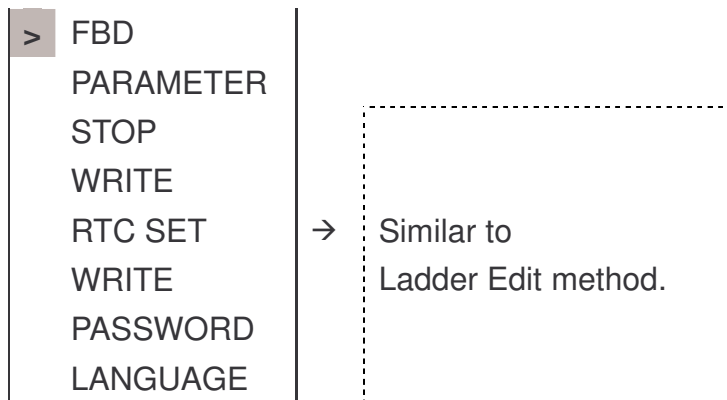 > FBD
PARAMETER
STOP
WRITE
RTC SET → Similar to
WRITE Ladder Edit method.
PASSWORD
LANGUAGE